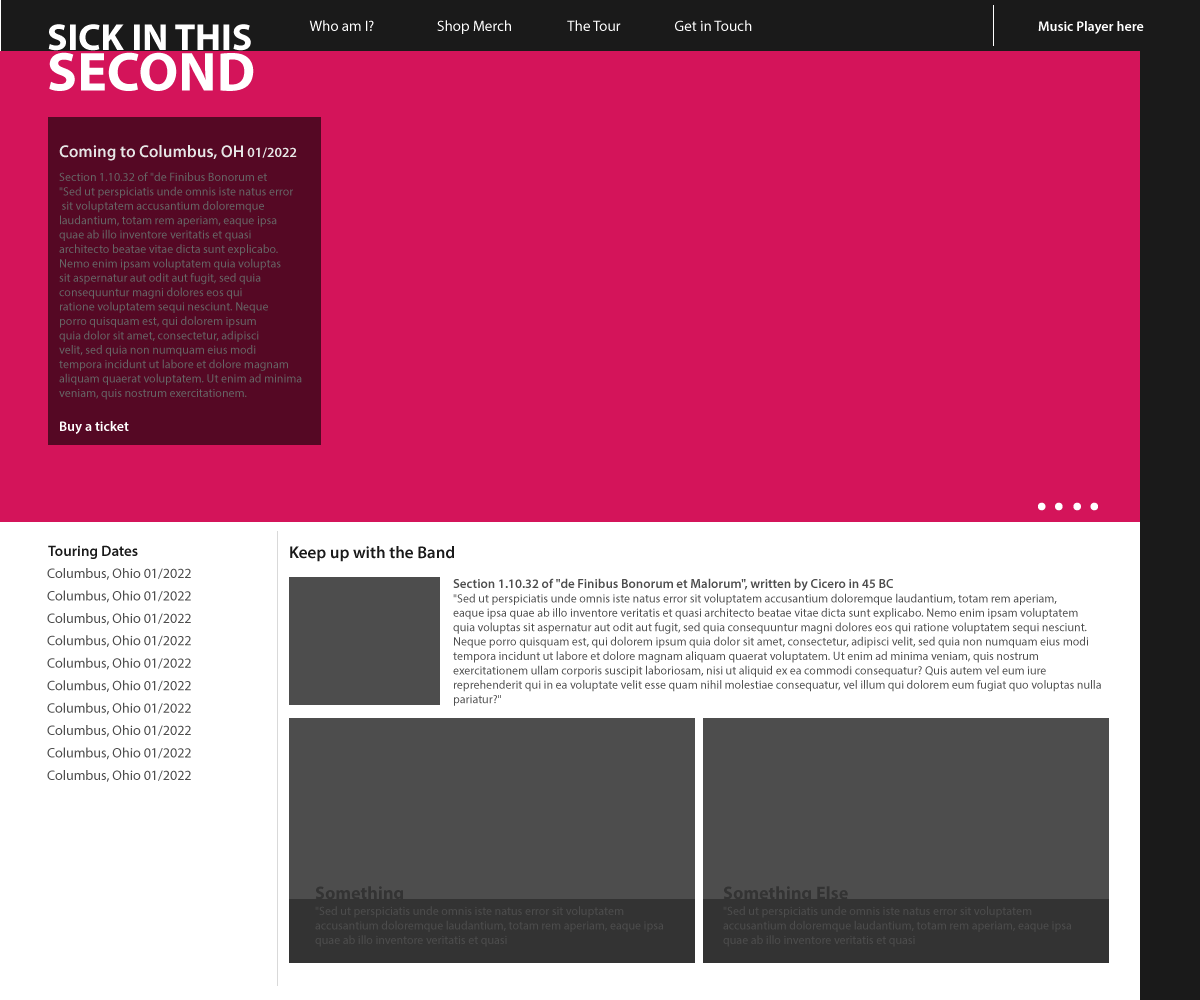 SICK IN THIS
SECOND
Who am I?
Shop Merch
The Tour
Get in Touch
Music Player here
Coming to Columbus, OH 01/2022
Section 1.10.32 of "de Finibus Bonorum et
"Sed ut perspiciatis unde omnis iste natus error
sit voluptatem accusantium doloremque
laudantium, totam rem aperiam, eaque ipsa
quae ab illo inventore veritatis et quasi
architecto beatae vitae dicta sunt explicabo.
Nemo enim ipsam voluptatem quia voluptas
sit aspernatur aut odit aut fugit, sed quia
consequuntur magni dolores eos qui
ratione voluptatem sequi nesciunt. Neque
porro quisquam est, qui dolorem ipsum
quia dolor sit amet, consectetur, adipisci
velit, sed quia non numquam eius modi
tempora incidunt ut labore et dolore magnam
aliquam quaerat voluptatem. Ut enim ad minima
veniam, quis nostrum exercitationem.
Buy a ticket
Touring Dates
Columbus, Ohio 01/2022
Columbus, Ohio 01/2022
Columbus, Ohio 01/2022
Columbus, Ohio 01/2022
Columbus, Ohio 01/2022
Columbus, Ohio 01/2022
Columbus, Ohio 01/2022
Columbus, Ohio 01/2022
Columbus, Ohio 01/2022
Columbus, Ohio 01/2022
Keep up with the Band
Section 1.10.32 of "de Finibus Bonorum et Malorum", written by Cicero in 45 BC
"Sed ut perspiciatis unde omnis iste natus error sit voluptatem accusantium doloremque laudantium, totam rem aperiam,
eaque ipsa quae ab illo inventore veritatis et quasi architecto beatae vitae dicta sunt explicabo. Nemo enim ipsam voluptatem
quia voluptas sit aspernatur aut odit aut fugit, sed quia consequuntur magni dolores eos qui ratione voluptatem sequi nesciunt.
Neque porro quisquam est, qui dolorem ipsum quia dolor sit amet, consectetur, adipisci velit, sed quia non numquam eius modi
tempora incidunt ut labore et dolore magnam aliquam quaerat voluptatem. Ut enim ad minima veniam, quis nostrum
exercitationem ullam corporis suscipit laboriosam, nisi ut aliquid ex ea commodi consequatur? Quis autem vel eum iure
reprehenderit qui in ea voluptate velit esse quam nihil molestiae consequatur, vel illum qui dolorem eum fugiat quo voluptas nulla
pariatur?"
Something
"Sed ut perspiciatis unde omnis iste natus error sit voluptatem
accusantium doloremque laudantium, totam rem aperiam, eaque ipsa
quae ab illo inventore veritatis et quasi
Something Else
"Sed ut perspiciatis unde omnis iste natus error sit voluptatem
accusantium doloremque laudantium, totam rem aperiam, eaque ipsa
quae ab illo inventore veritatis et quasi